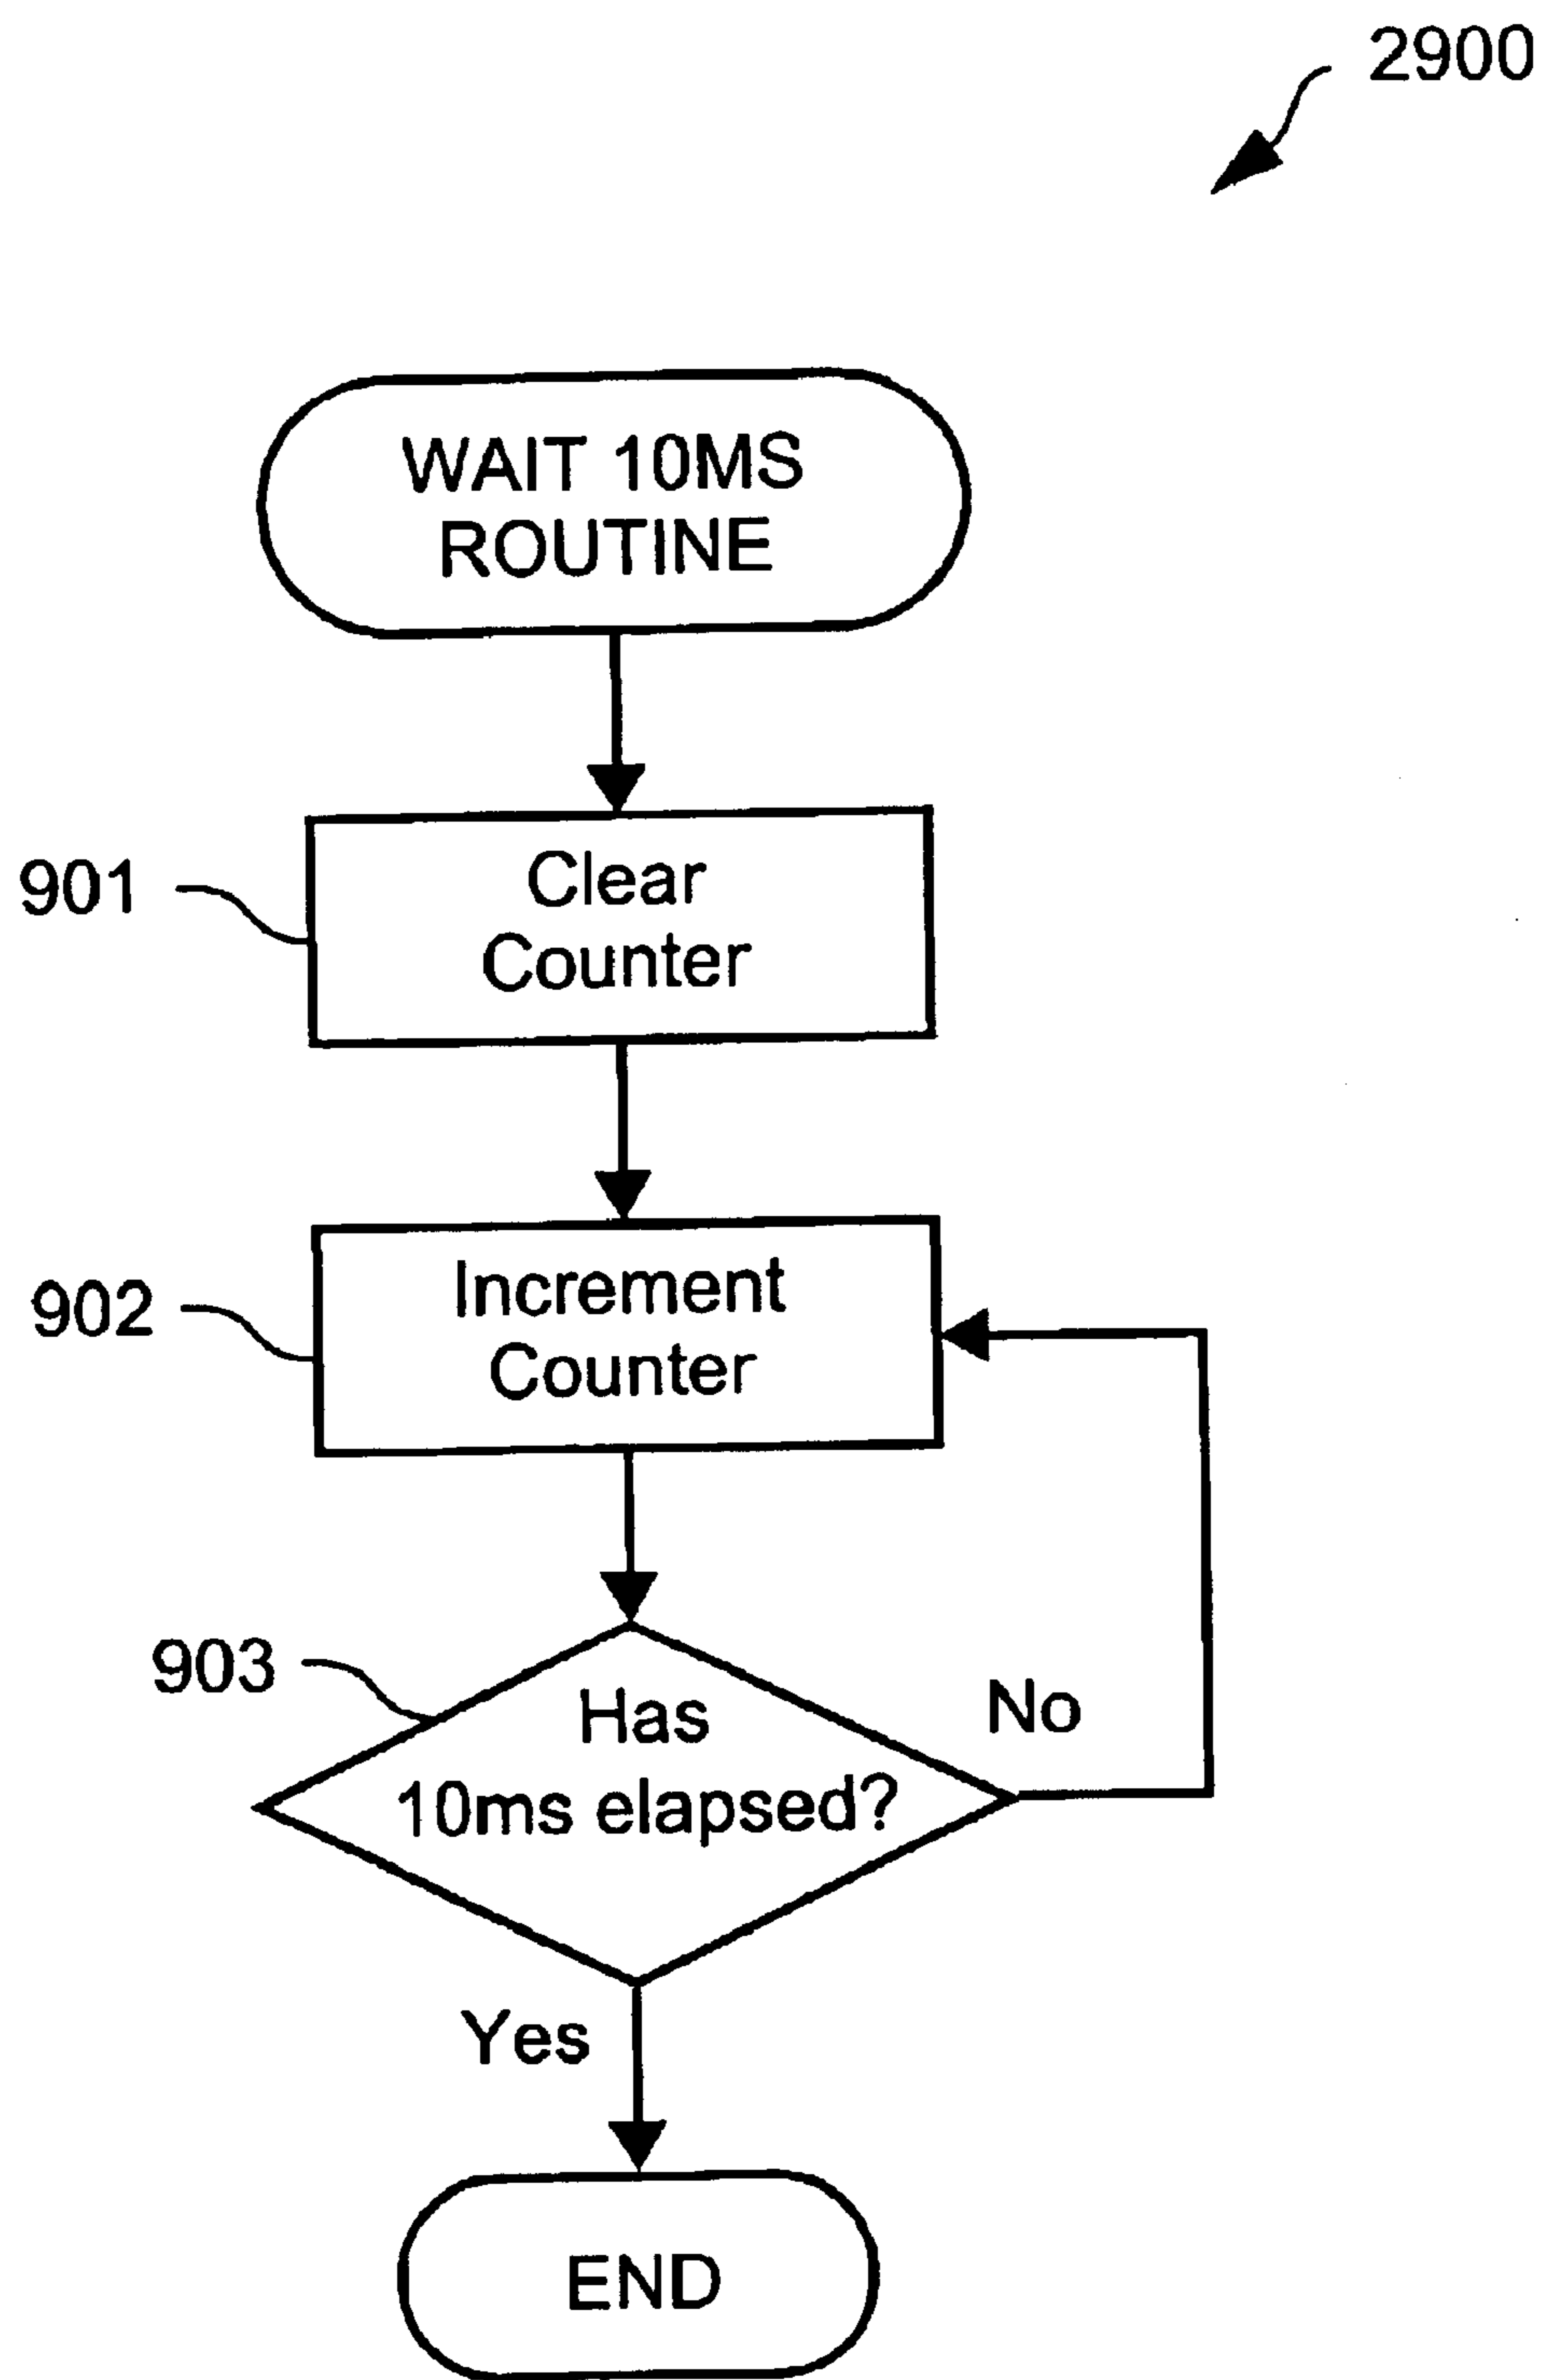 2900
WAIT 10MS
ROUTINE
901
Clear
Counter
902
Increment
Counter
903
Has
10ms elapsed?
No
Yes
END